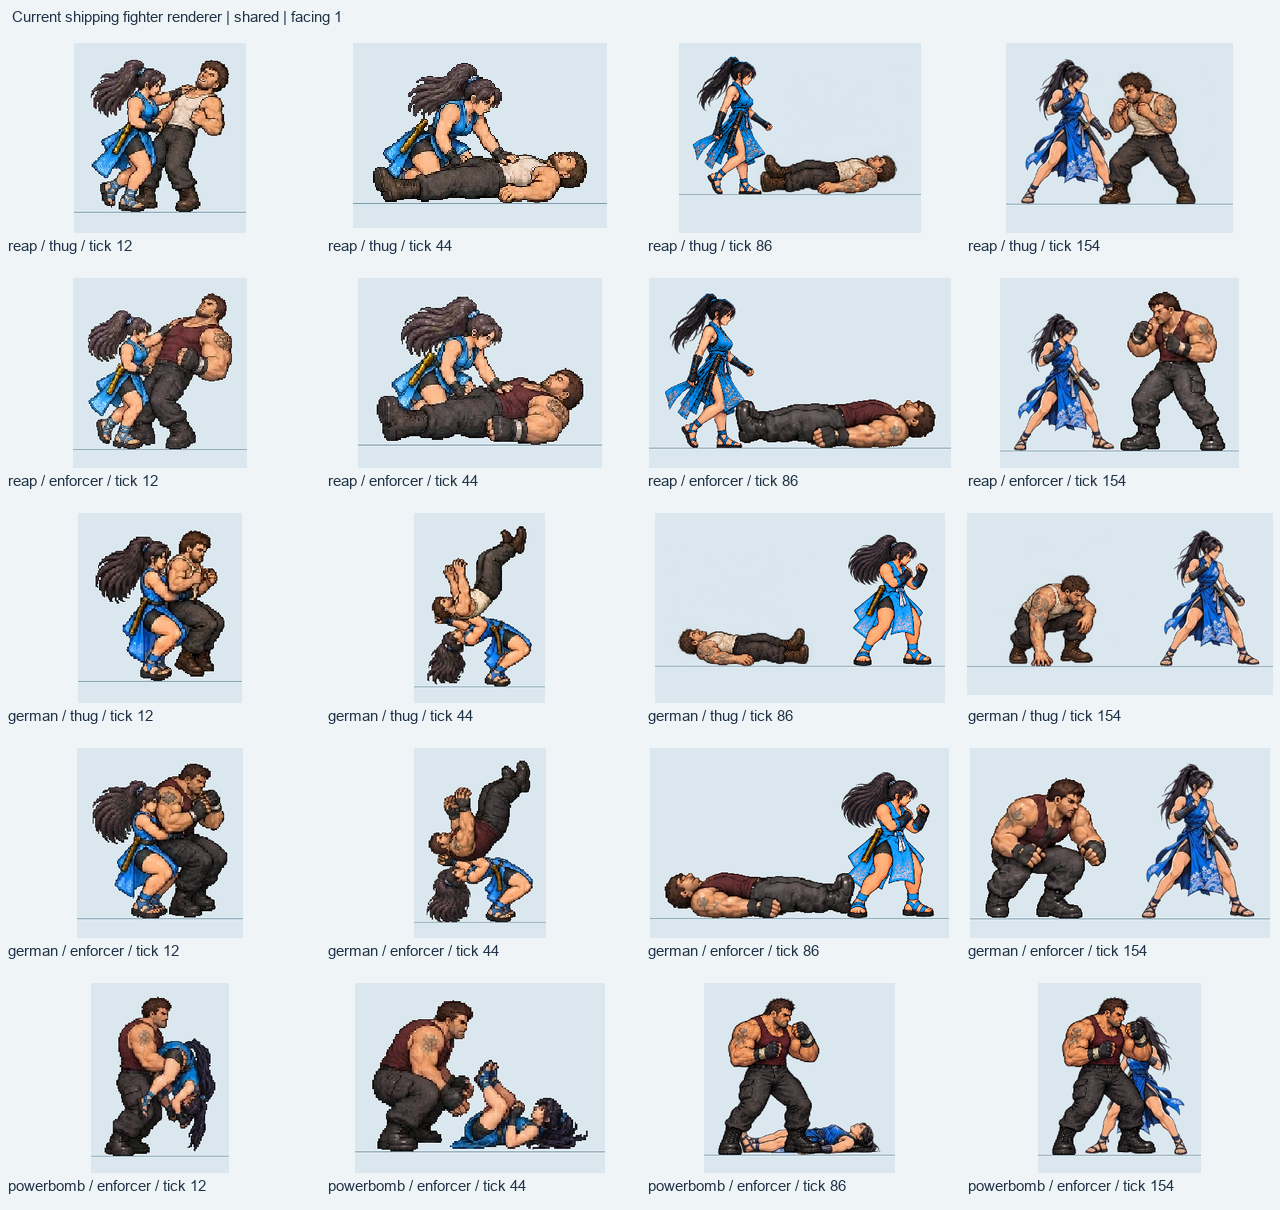 Current shipping fighter renderer | shared | facing 1
reap / thug / tick 12
reap / thug / tick 44
reap / thug / tick 86
reap / thug / tick 154
reap / enforcer / tick 12
reap / enforcer / tick 44
reap / enforcer / tick 86
reap / enforcer / tick 154
german / thug / tick 12
german / thug / tick 44
german / thug / tick 86
german / thug / tick 154
german / enforcer / tick 12
german / enforcer / tick 44
german / enforcer / tick 86
german / enforcer / tick 154
powerbomb / enforcer / tick 12
powerbomb / enforcer / tick 44
powerbomb / enforcer / tick 86
powerbomb / enforcer / tick 154